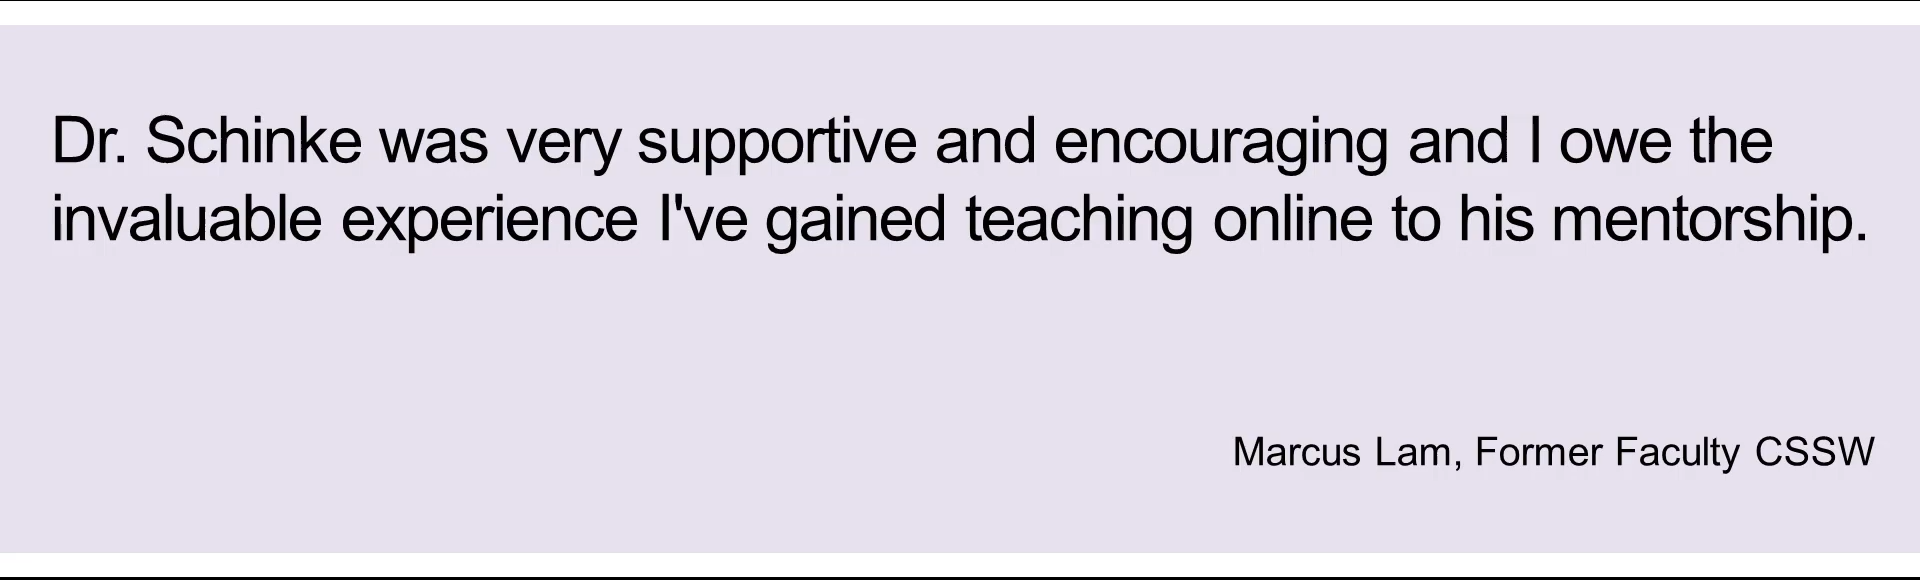 Dr. Schinke was very supportive and encouraging and I owe the
invaluable experience I've gained teaching online to his mentorship.
Marcus Lam, Former Faculty CSSW